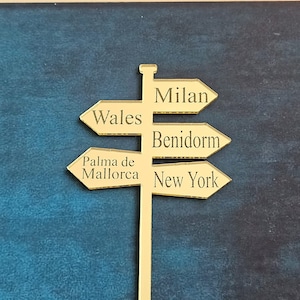 Milan
Wales
Benidorm
Palma de
Mallorca
New York